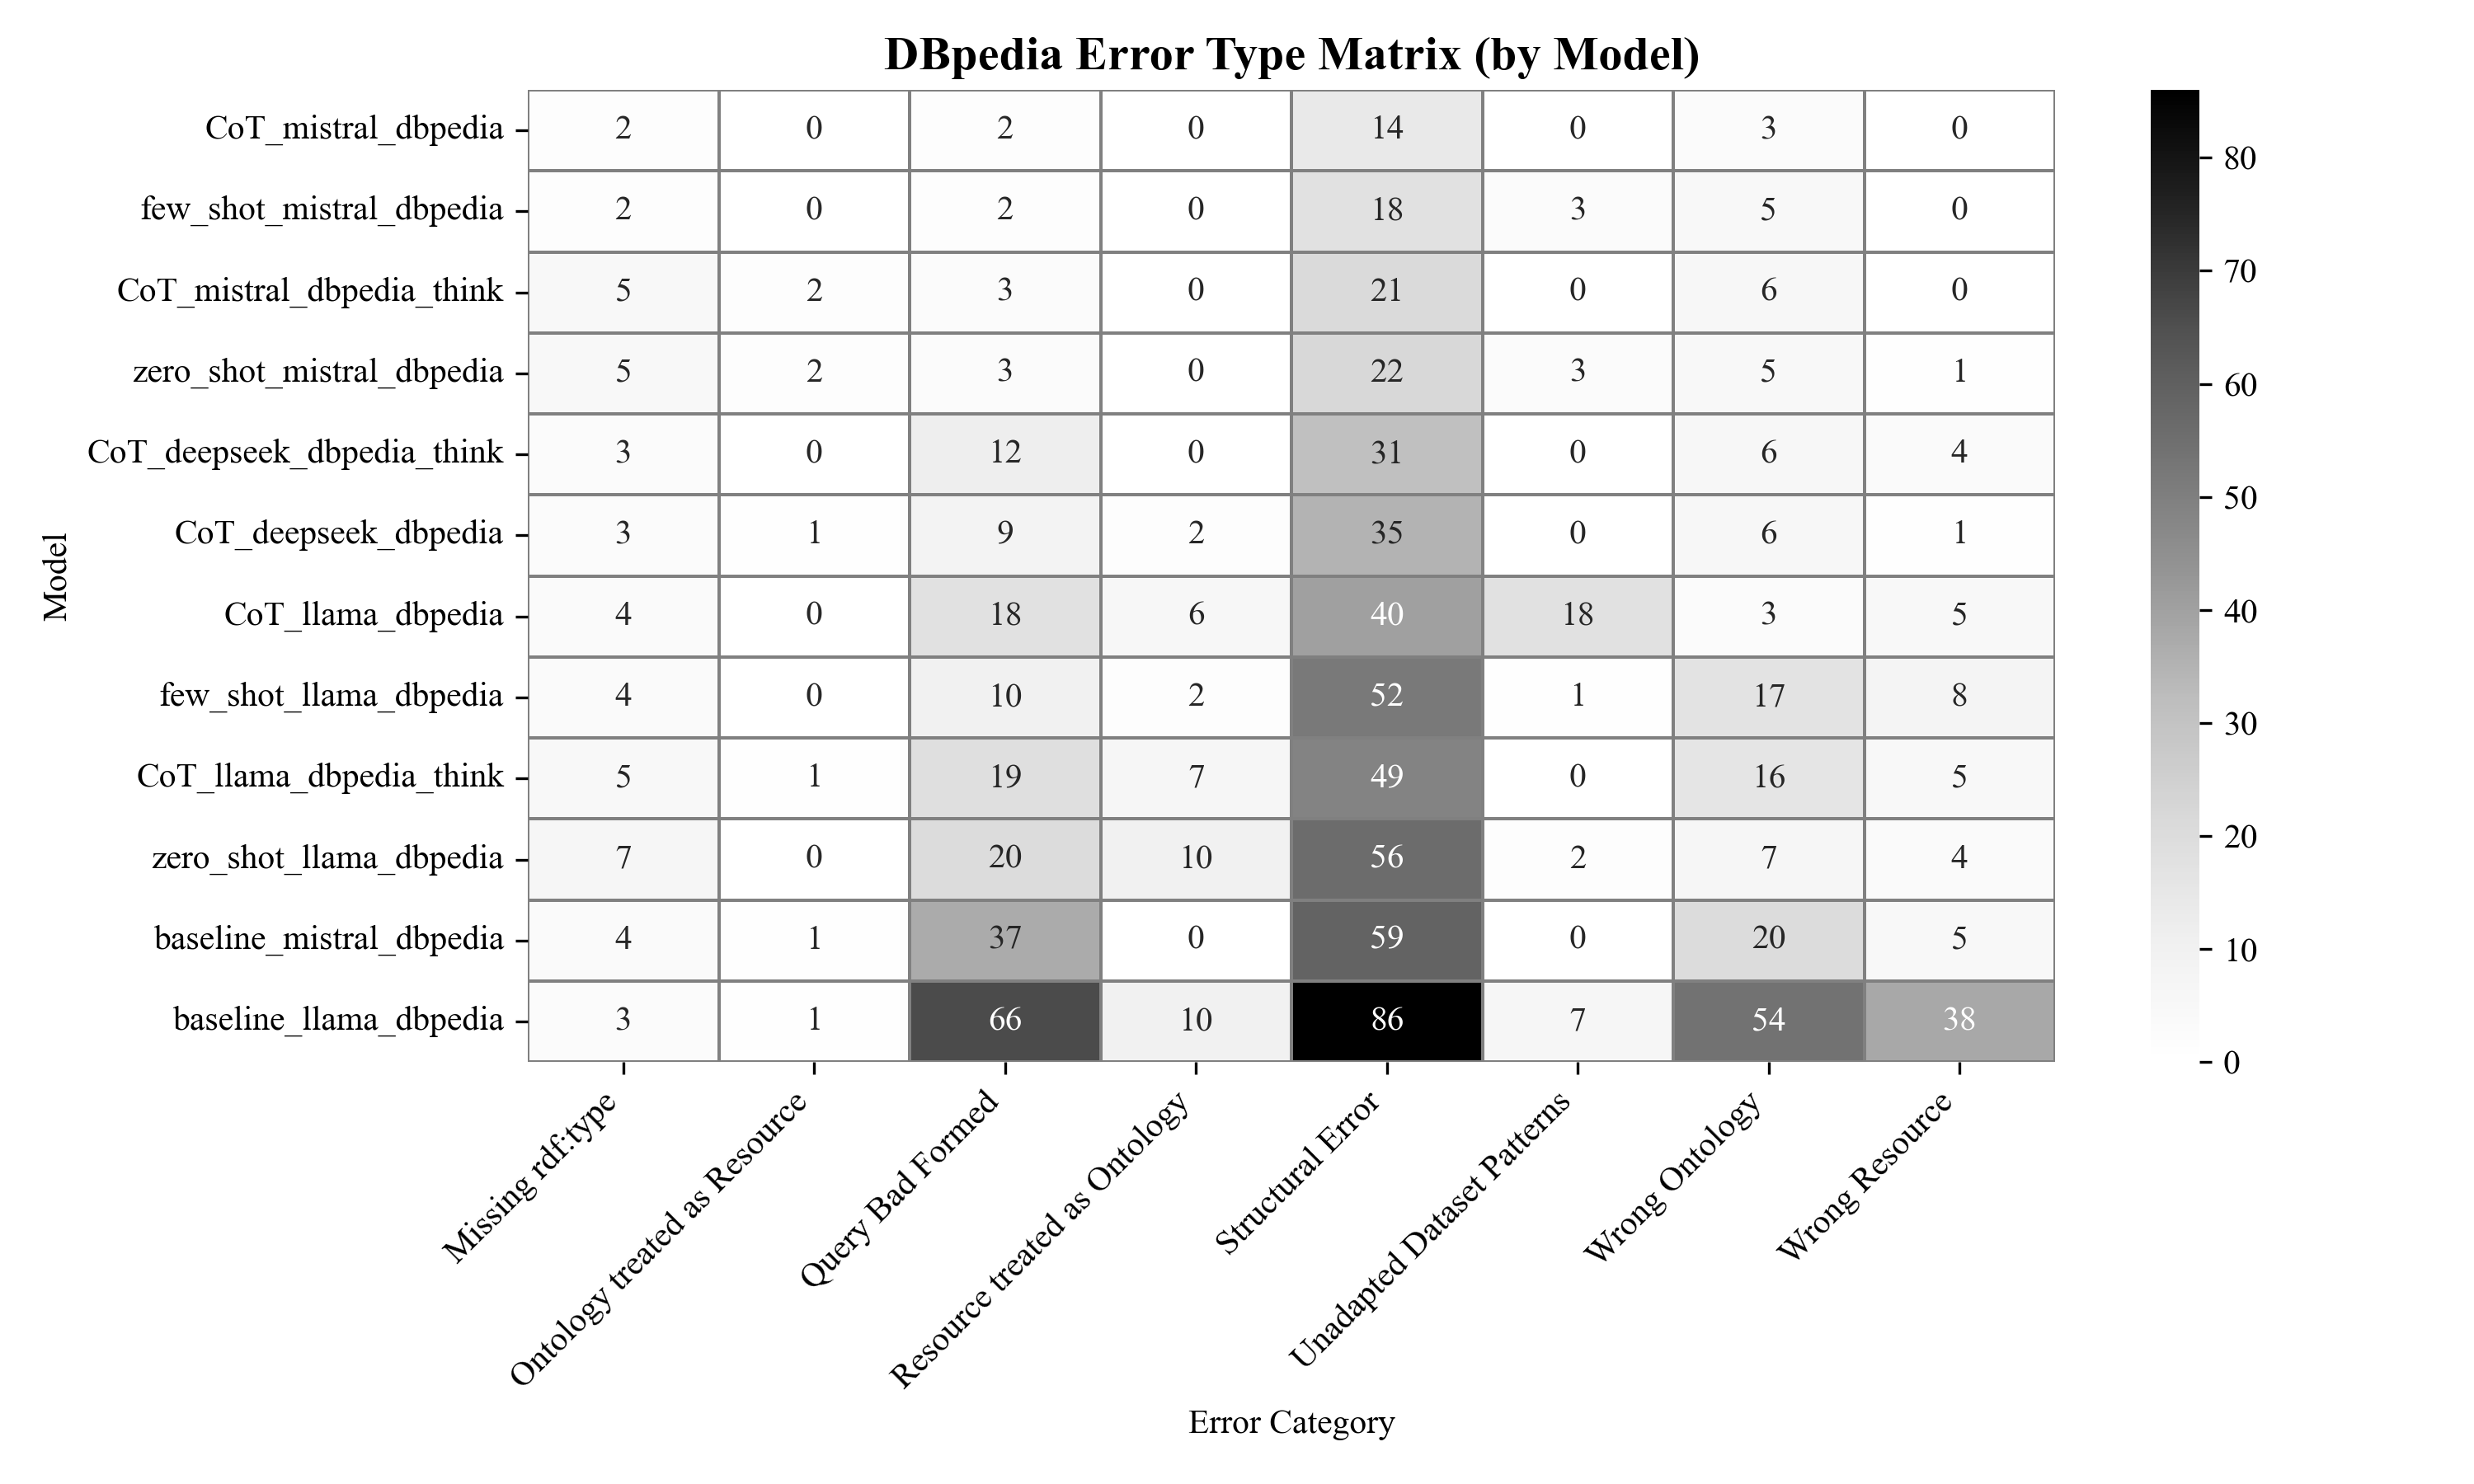 DBpedia Error Type Matrix (by Model)
CoT_mistral_dbpedia 2 0 2 0 14 0 3 0
few_shot_mistral_dbpedia 2 0 2 0 18 3 5 0
CoT_mistral_dbpedia_think 5 2 3 0 21 0 6 0
zero_shot_mistral_dbpedia 5 2 3 0 22 3 5 1
CoT_deepseek_dbpedia_think 3 0 12 0 31 0 6 4
CoT_deepseek_dbpedia 3 1 9 2 35 0 6 1
CoT_llama_dbpedia 4 0 18 6 40 18 3 5
few_shot_llama_dbpedia 4 0 10 2 52 1 17 8
CoT_llama_dbpedia_think 5 1 19 7 49 0 16 5
zero_shot_llama_dbpedia 7 0 20 10 56 2 7 4
baseline_mistral_dbpedia 4 1 37 0 59 0 20 5
baseline_llama_dbpedia 3 1 66 10 86 7 54 38
Model
Missing rdf:type
Ontology treated as Resource
Query Bad Formed
Resource treated as Ontology
Structural Error
Unadapted Dataset Patterns
Wrong Ontology
Wrong Resource
Error Category
80
70
60
50
40
30
20
10
0